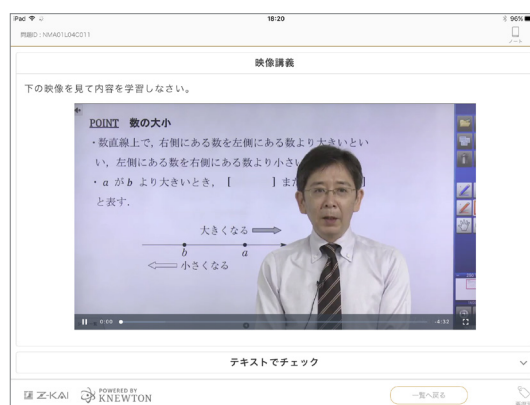 iPad
18:20
96%
問題ID : NMA01L04C011
ノート
映像講義
下の映像を見て内容を学習しなさい。
POINT 数の大小
・数直線上で，右側にある数を左側にある数より大きいとい
い，左側にある数を右側にある数より小さい
・a が b より大きいとき， [ ] また ]
と表す．
大きくなる
b a
小さくなる
0:00 -4:32
テキストでチェック
Z-KAI POWERED BY
KNEWTON
一覧へ戻る